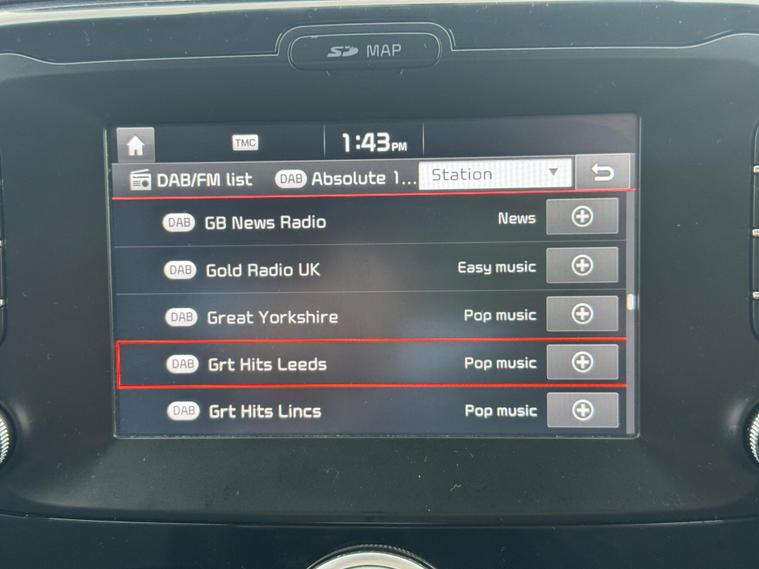 SD MAP
TMC 1:43 PM
DAB/FM list DAB Absolute 1... Station
DAB GB News Radio News
DAB Gold Radio UK Easy music
DAB Great Yorkshire Pop music
DAB Grt Hits Leeds Pop music
DAB Grt Hits Lincs Pop music